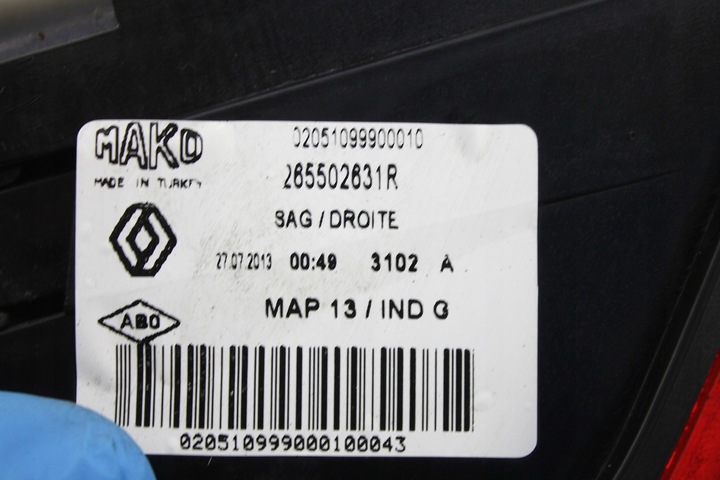 MAKO
02051099900010
MADE IN TURKEY
265502631R
SAG / DROITE
27.07.2013 00:49 3102 A
MAP 13 / IND G
ABO
020510999000100043